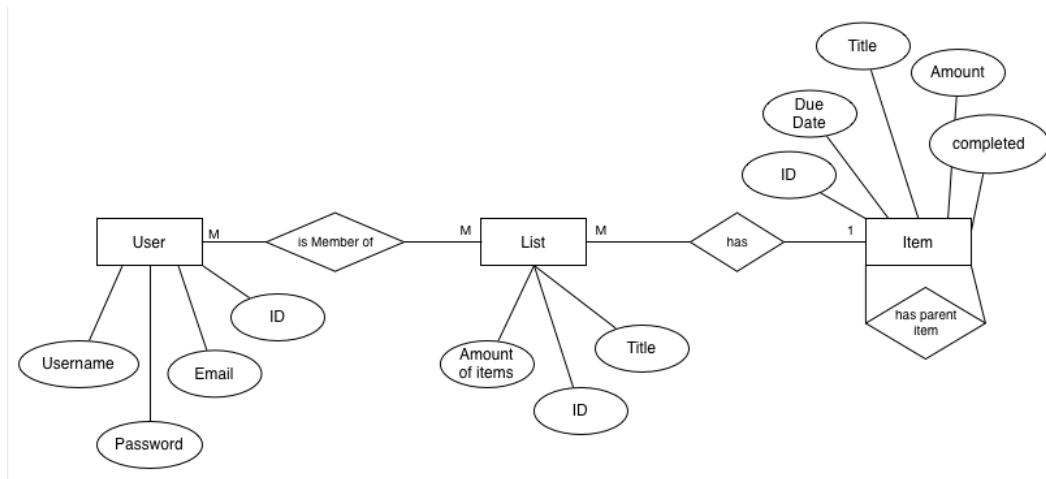 Title
Amount
Due
Date
completed
ID
User
M
is Member of
M
List
M
has
1
Item
ID
has parent
item
Username
Email
Amount
of items
Title
ID
Password